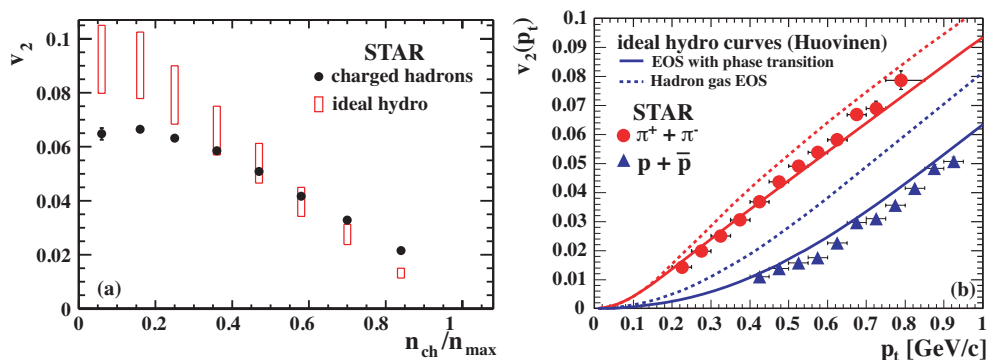 v₂
0.1
0.08
0.06
0.04
0.02
0
STAR
charged hadrons
ideal hydro
(a)
0 0.2 0.4 0.6 0.8 1
n_ch/n_max
v₂(p_t)
0.1
0.09
0.08
0.07
0.06
0.05
0.04
0.03
0.02
0.01
0
ideal hydro curves (Huovinen)
EOS with phase transition
Hadron gas EOS
STAR
π⁺ + π⁻
p + p̅
(b)
0 0.1 0.2 0.3 0.4 0.5 0.6 0.7 0.8 0.9 1
p_t [GeV/c]